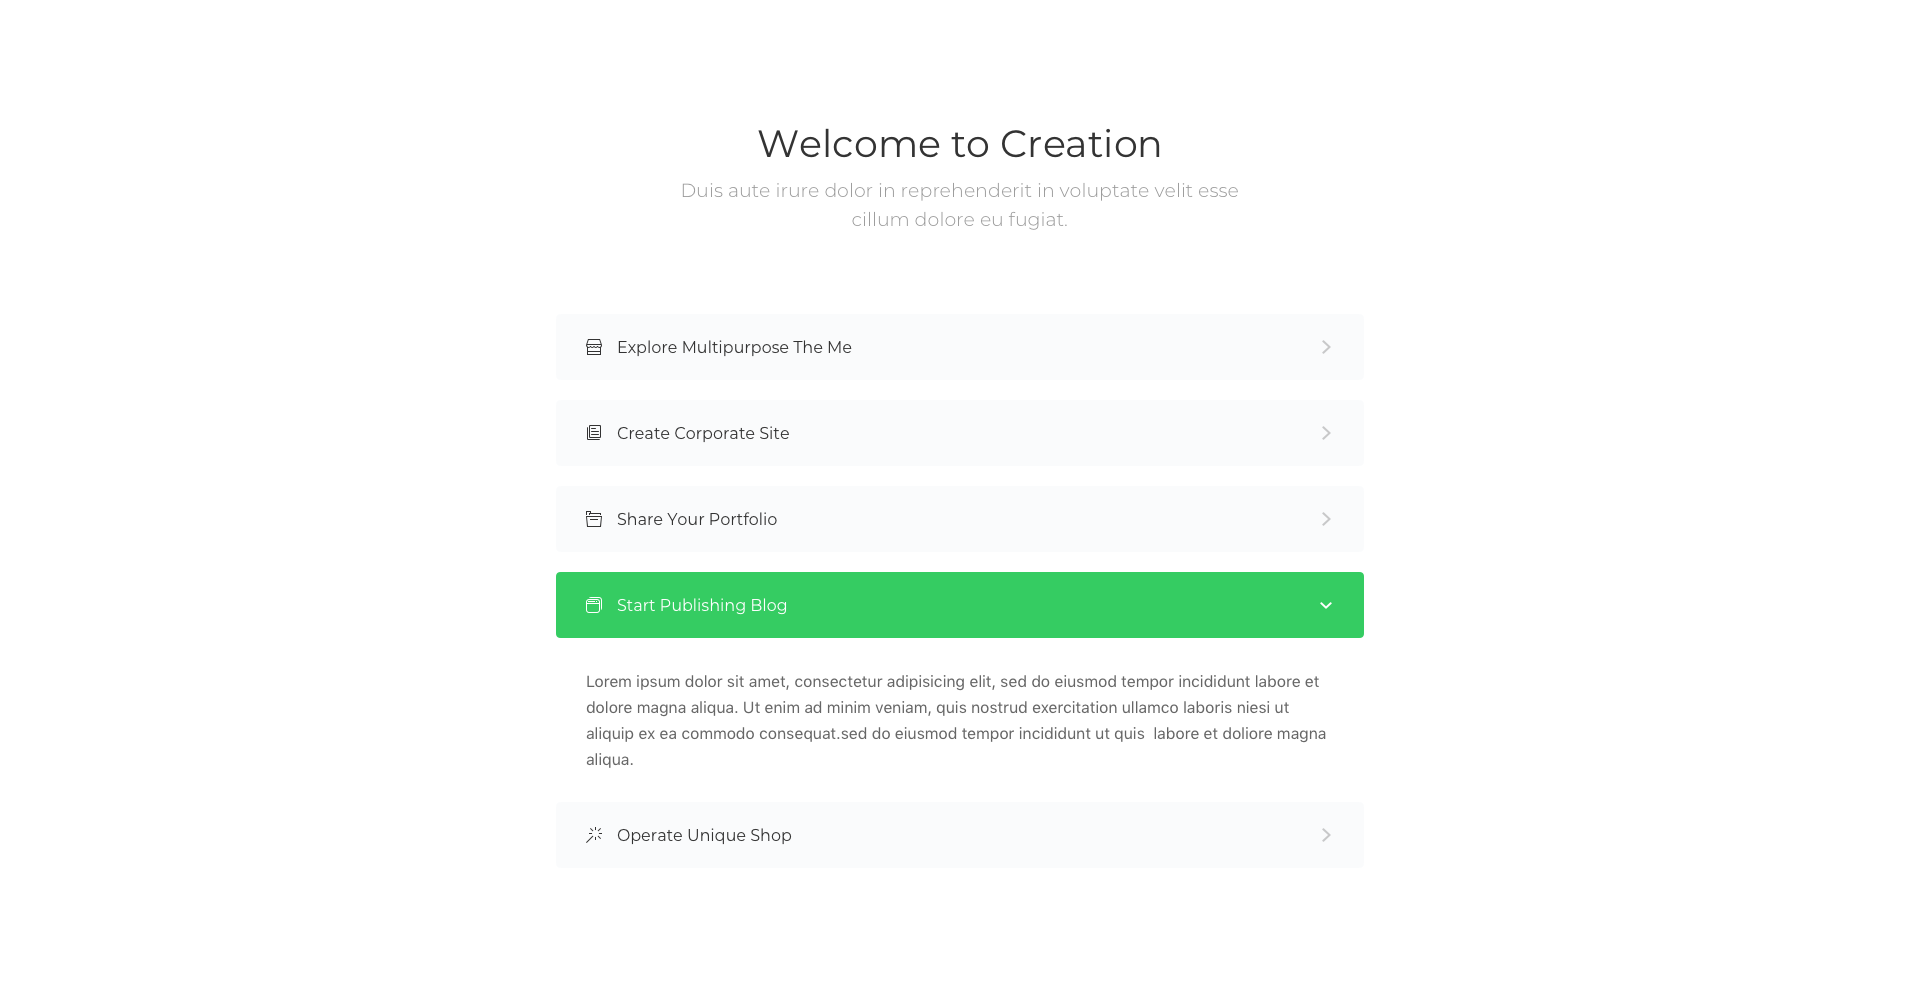 Welcome to Creation
Duis aute irure dolor in reprehenderit in voluptate velit esse
cillum dolore eu fugiat.
Explore Multipurpose The Me
Create Corporate Site
Share Your Portfolio
Start Publishing Blog
Lorem ipsum dolor sit amet, consectetur adipisicing elit, sed do eiusmod tempor incididunt labore et
dolore magna aliqua. Ut enim ad minim veniam, quis nostrud exercitation ullamco laboris niesi ut
aliquip ex ea commodo consequat.sed do eiusmod tempor incididunt ut quis  labore et doliore magna
aliqua.
Operate Unique Shop